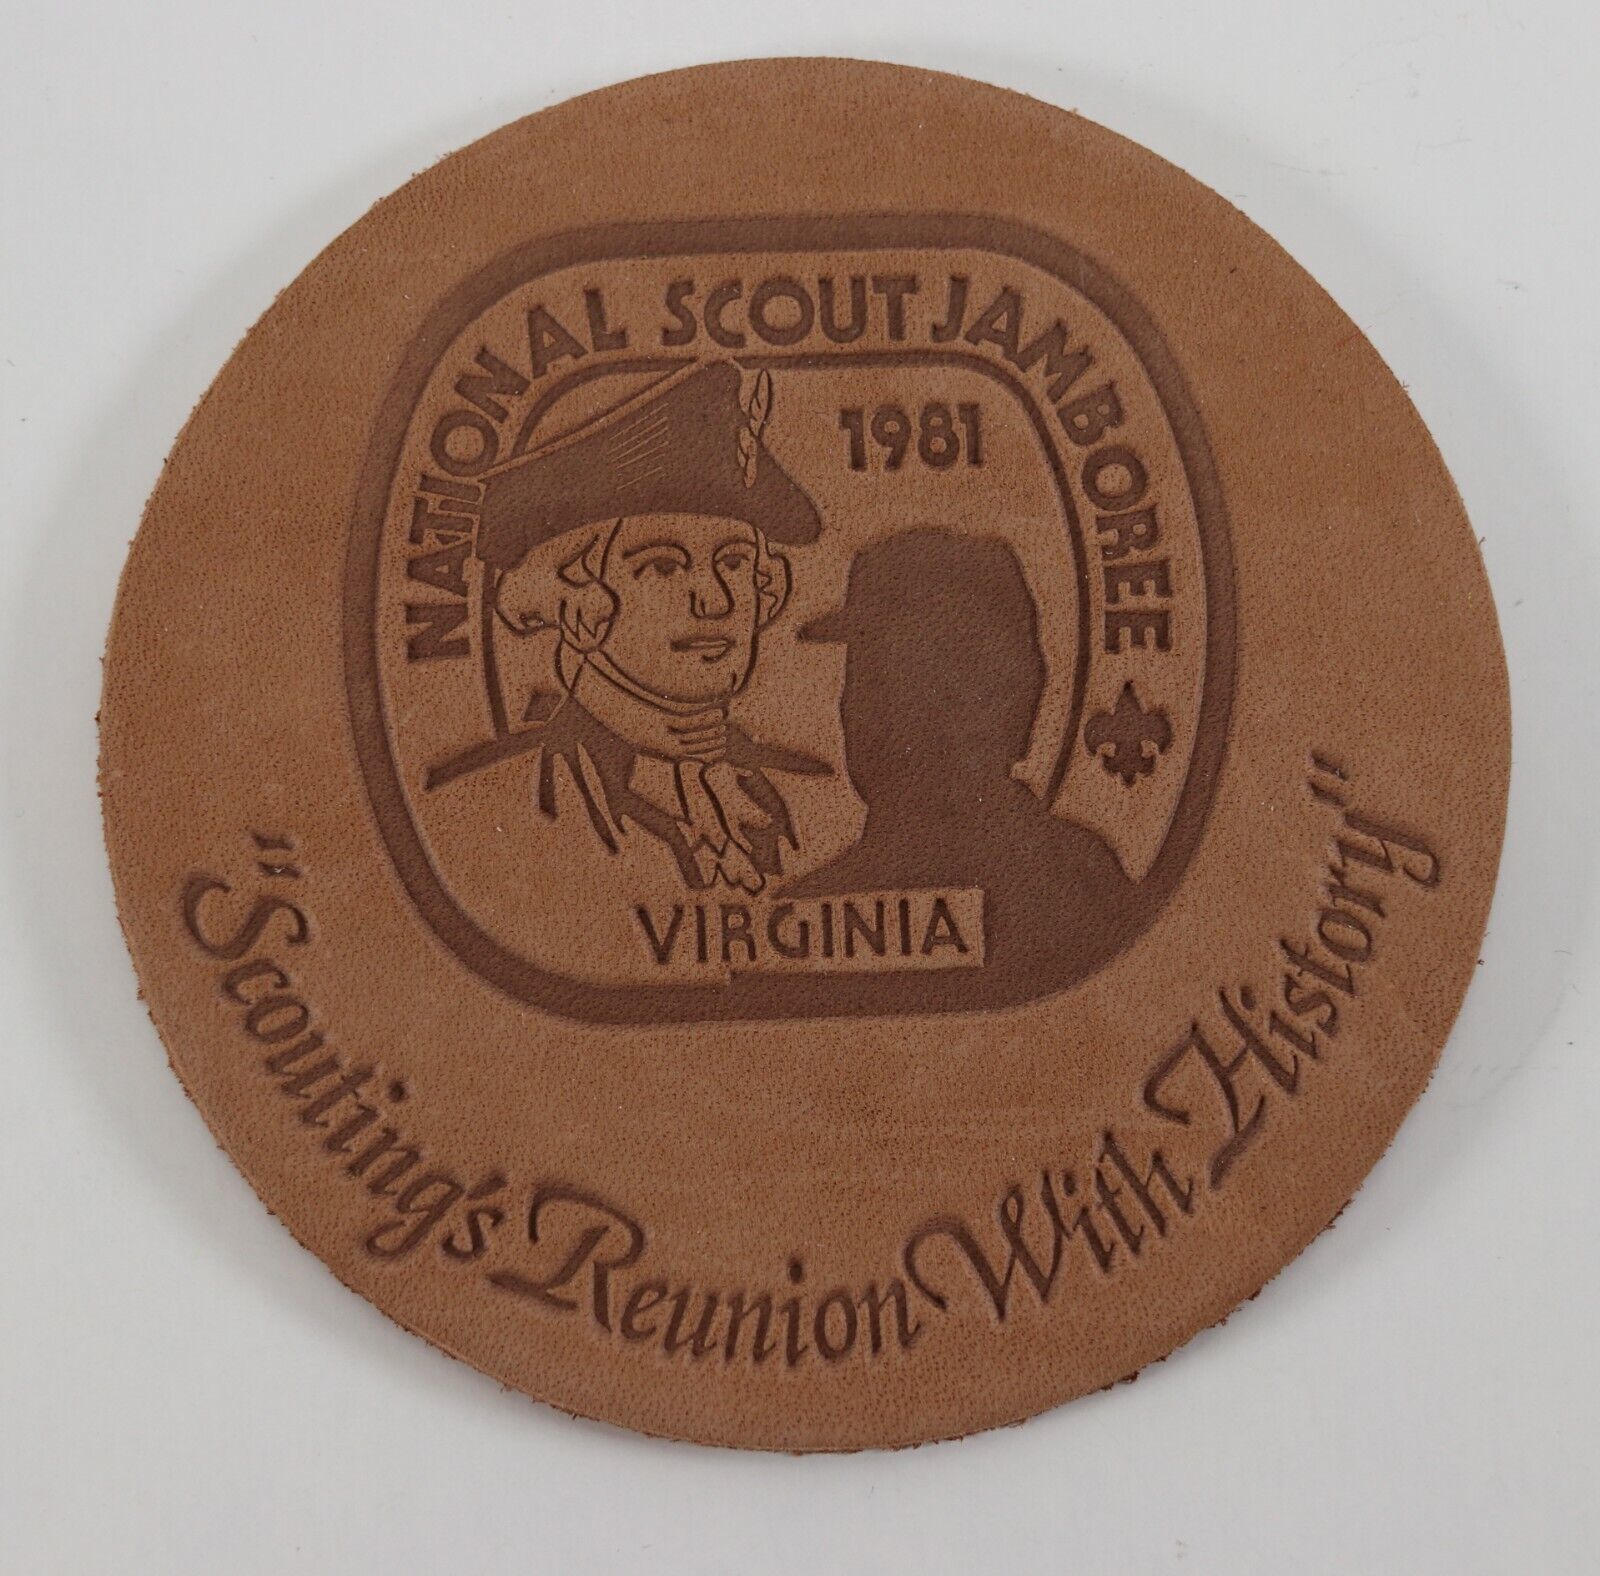 NATIONAL SCOUT JAMBOREE
1981
VIRGINIA
"Scouting's Reunion With History"